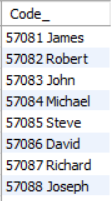 Code_
57081 James
57082 Robert
57083 John
57084 Michael
57085 Steve
57086 David
57087 Richard
57088 Joseph